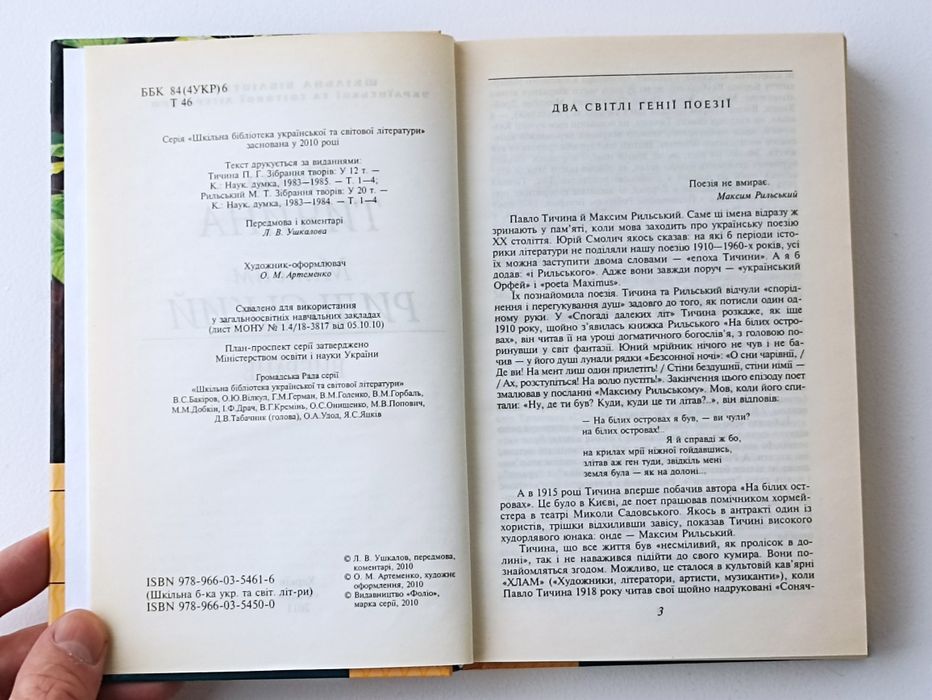 ББК 84(4УКР)6
Т 46
Серія «Шкільна бібліотека української та світової літератури»
заснована у 2010 році
Текст друкується за виданнями:
Тичина П. Г. Зібрання творів: У 12 т. —
К.: Наук. думка, 1983—1985. — Т. 1—4;
Рильський М. Т. Зібрання творів: У 20 т. —
К.: Наук. думка, 1983—1984. — Т. 1—4
Передмова і коментарі
Л. В. Ушкалова
Художник-оформлювач
О. М. Артеменко
Схвалено для використання
у загальноосвітніх навчальних закладах
(лист МОНУ № 1.4/18-3817 від 05.10.10)
План-проспект серії затверджено
Міністерством освіти і науки України
Громадська Рада серії
«Шкільна бібліотека української та світової літератури»
В.С.Бакіров, О.Ю.Вілкул, Г.М.Герман, В.М.Голенко, В.М.Горбаль,
М.М.Добкін, І.Ф.Драч, В.Г.Кремінь, О.С.Онищенко, М.В.Попович,
Д.В.Табачник (голова), О.А.Удод, Я.С.Яцків
© Л. В. Ушкалов, передмова,
коментарі, 2010
© О. М. Артеменко, художнє
оформлення, 2010
© Видавництво «Фоліо»,
марка серії, 2010
ISBN 978-966-03-5461-6
(Шкільна б-ка укр. та світ. літ-ри)
ISBN 978-966-03-5450-0
ДВА СВІТЛІ ГЕНІЇ ПОЕЗІЇ
Поезія не вмирає.
Максим Рильський
Павло Тичина й Максим Рильський. Саме ці імена відразу ж
зринають у пам’яті, коли мова заходить про українську поезію
XX століття. Юрій Смолич якось сказав: на які б періоди істо-
рики літератури не поділяли нашу поезію 1910—1960-х років, усі
їх можна заступити двома словами — «епоха Тичини». А я б
додав: «і Рильського». Адже вони завжди поруч — «український
Орфей» і «poeta Maximus».
Їх познайомила поезія. Тичина та Рильський відчули «спорід-
нення і перегукування душ» задовго до того, як потисли один од-
ному руки. У «Спогаді далеких літ» Тичина розкаже, як іще
1910 року, щойно з’явилась книжка Рильського «На білих остро-
вах», він читав її на уроці догматичного богослів’я, з головою по-
ринувши у світ фантазії. Юний мрійник нічого не чув і не ба-
чив — у його душі лунали рядки «Безсонної ночі»: «О сни чарівнії, /
Де ви! На мент лиш один прилетіть! / Стіни бездушнії, стіни німії —
/ Ах, розступіться! На волю пустіть!». Закінчення цього епізоду поет
змалював у посланні «Максиму Рильському». Мов, коли його спи-
тали: «Ну, де ти був? Куди, куди це ти літав?..», він відповів:
— На білих островах я був, — ви чули?
на білих островах!..
Я й справді ж бо,
на крилах мрії ніжної гойдавшись,
злітав аж ген туди, звідкіль мені
земля була — як на долоні...
А в 1915 році Тичина вперше побачив автора «На білих ост-
ровах». Це було в Києві, де поет працював помічником хормей-
стера в театрі Миколи Садовського. Якось в антракті один із
хористів, трішки відхиливши завісу, показав Тичині високого
худорлявого юнака: онде — Максим Рильський.
Тичина, що все життя був «несміливий, як пролісок в до-
лині», так і не наважився підійти до свого кумира. Вони по-
знайомляться згодом. Можливо, це сталося в культовій кав’ярні
«ХЛАМ» («Художники, літератори, артисти, музиканти»), коли
Павло Тичина 1918 року читав свої щойно надруковані «Соняч-
3